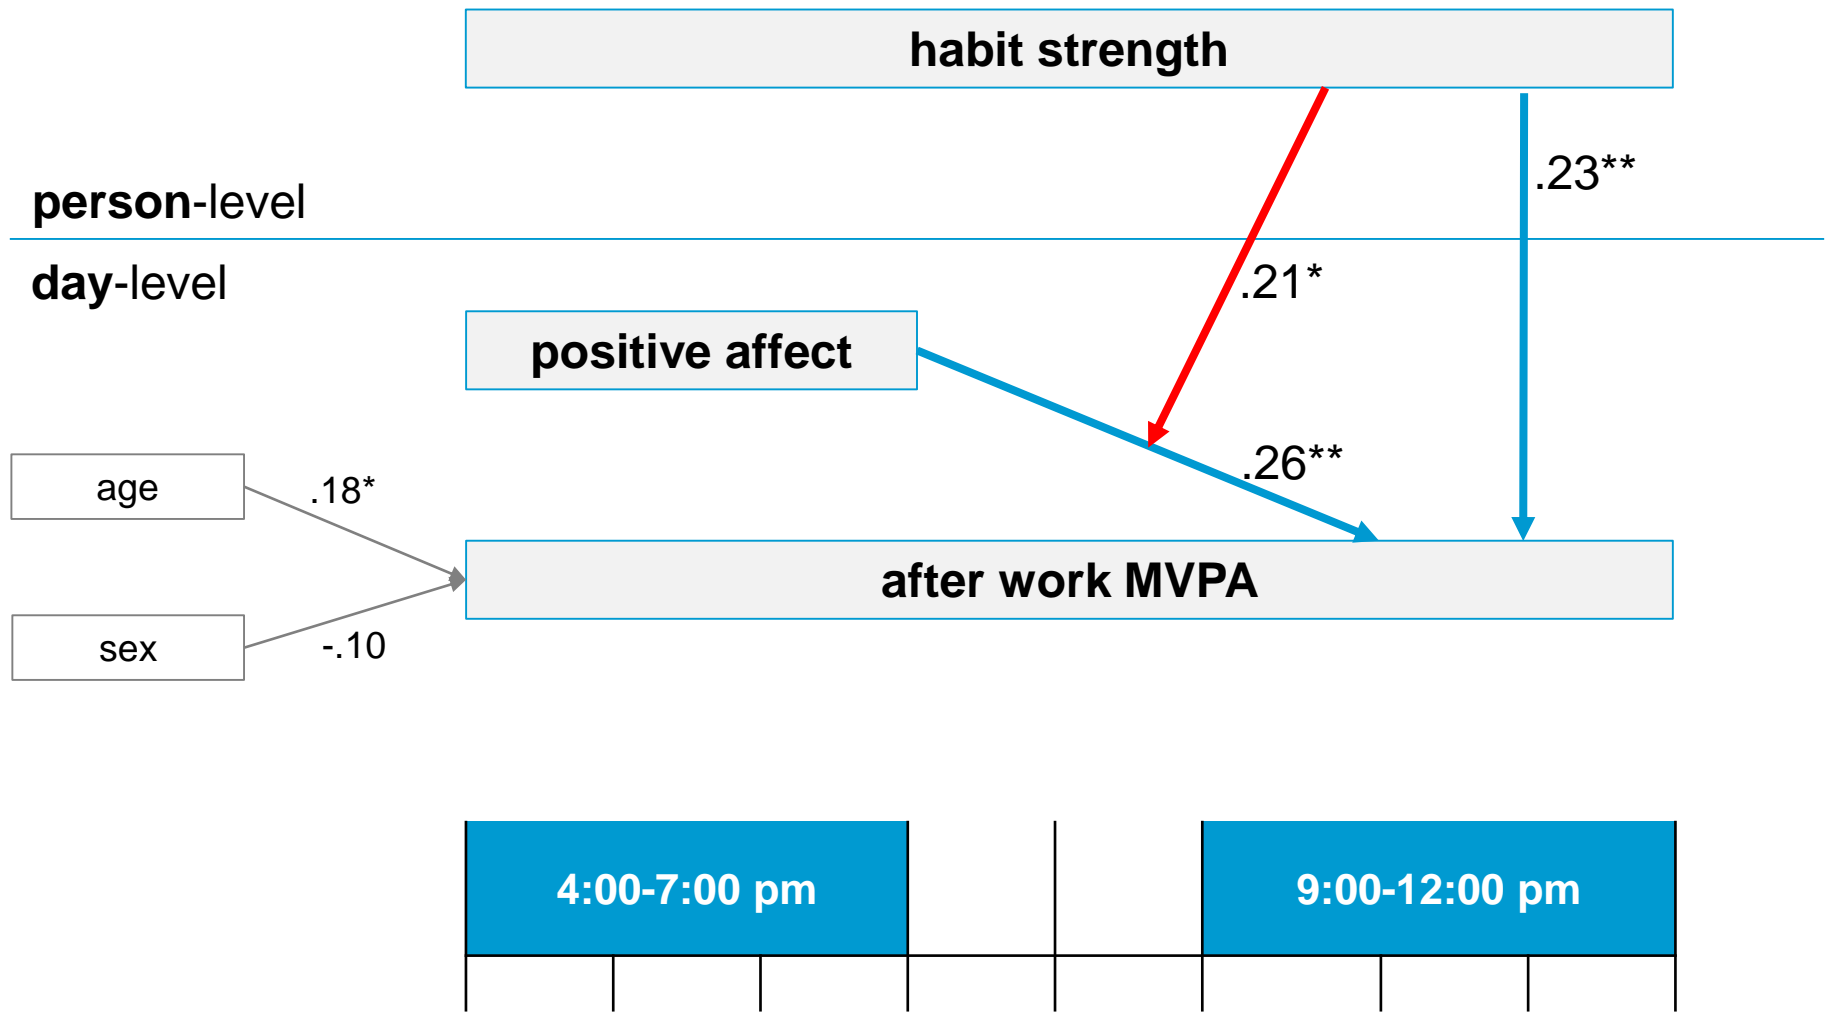 habit strength
.23**
person-level
day-level
.21*
positive affect
.26**
age
.18*
after work MVPA
sex
-.10
4:00-7:00 pm
9:00-12:00 pm